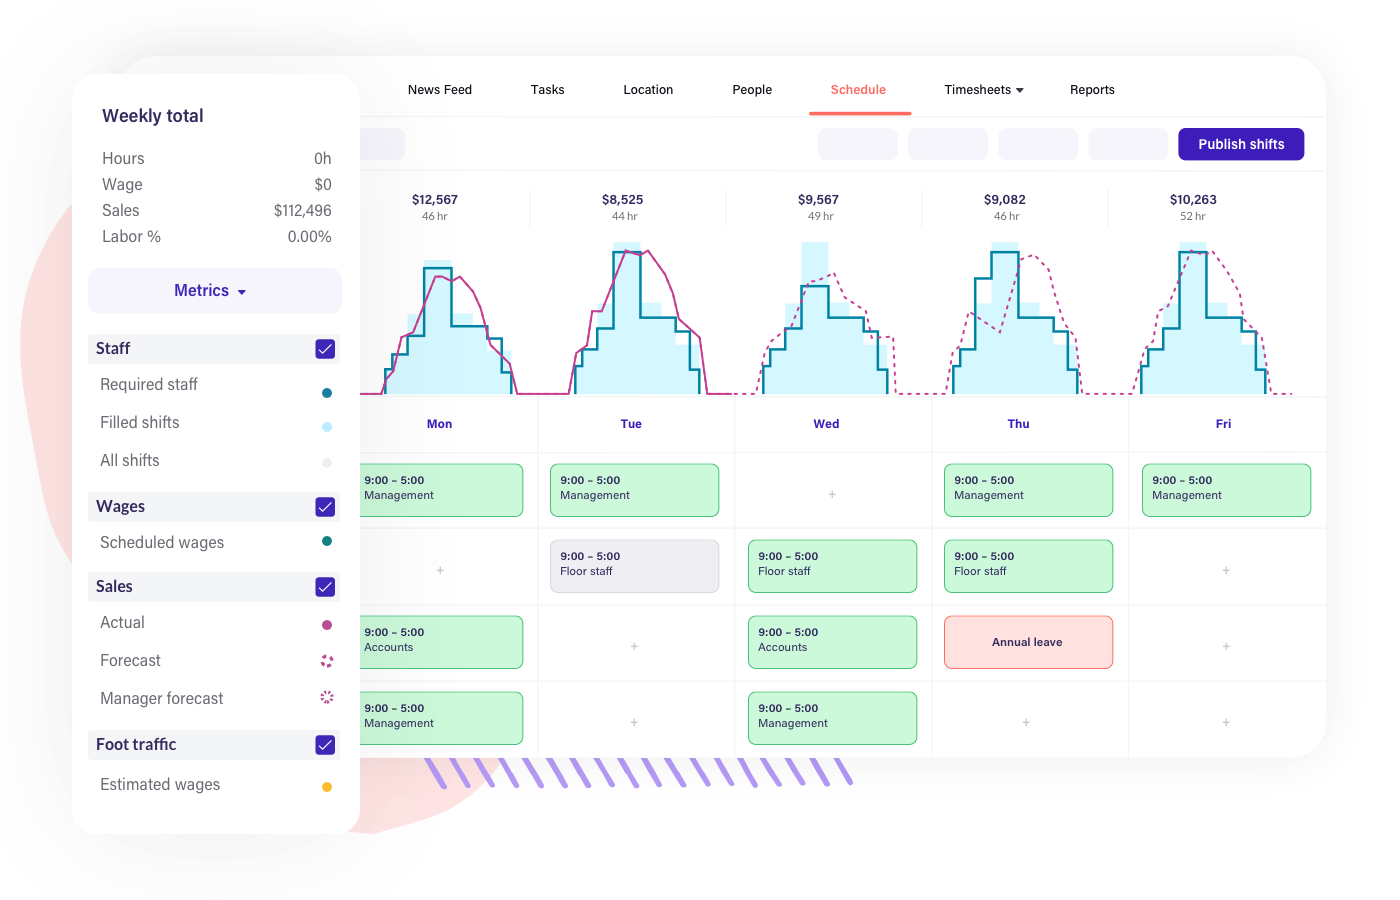 News Feed Tasks Location People Schedule Timesheets Reports
Publish shifts
Weekly total
Hours 0h
Wage $0
Sales $112,496
Labor % 0.00%
Metrics
Staff
Required staff
Filled shifts
All shifts
Wages
Scheduled wages
Sales
Actual
Forecast
Manager forecast
Foot traffic
Estimated wages
$12,567 $8,525 $9,567 $9,082 $10,263
46 hr 44 hr 49 hr 46 hr 52 hr
Mon Tue Wed Thu Fri
9:00 – 5:00 9:00 – 5:00 + 9:00 – 5:00 9:00 – 5:00
Management Management Management Management
+ 9:00 – 5:00 9:00 – 5:00 9:00 – 5:00 +
Floor staff Floor staff Floor staff
9:00 – 5:00 + 9:00 – 5:00 Annual leave +
Accounts Accounts
9:00 – 5:00 + 9:00 – 5:00 + +
Management Management